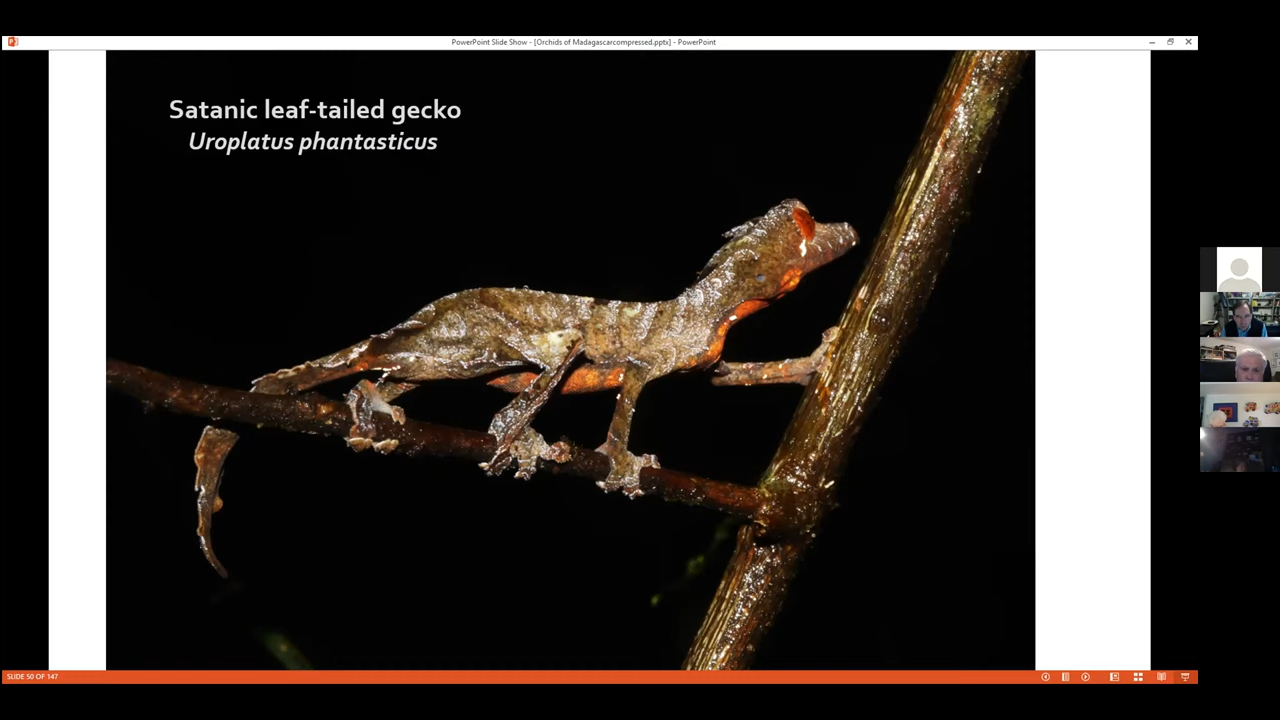 PowerPoint Slide Show - [Orchids of Madagascarcompressed.pptx] - PowerPoint
Satanic leaf-tailed gecko
Uroplatus phantasticus
SLIDE 50 OF 147